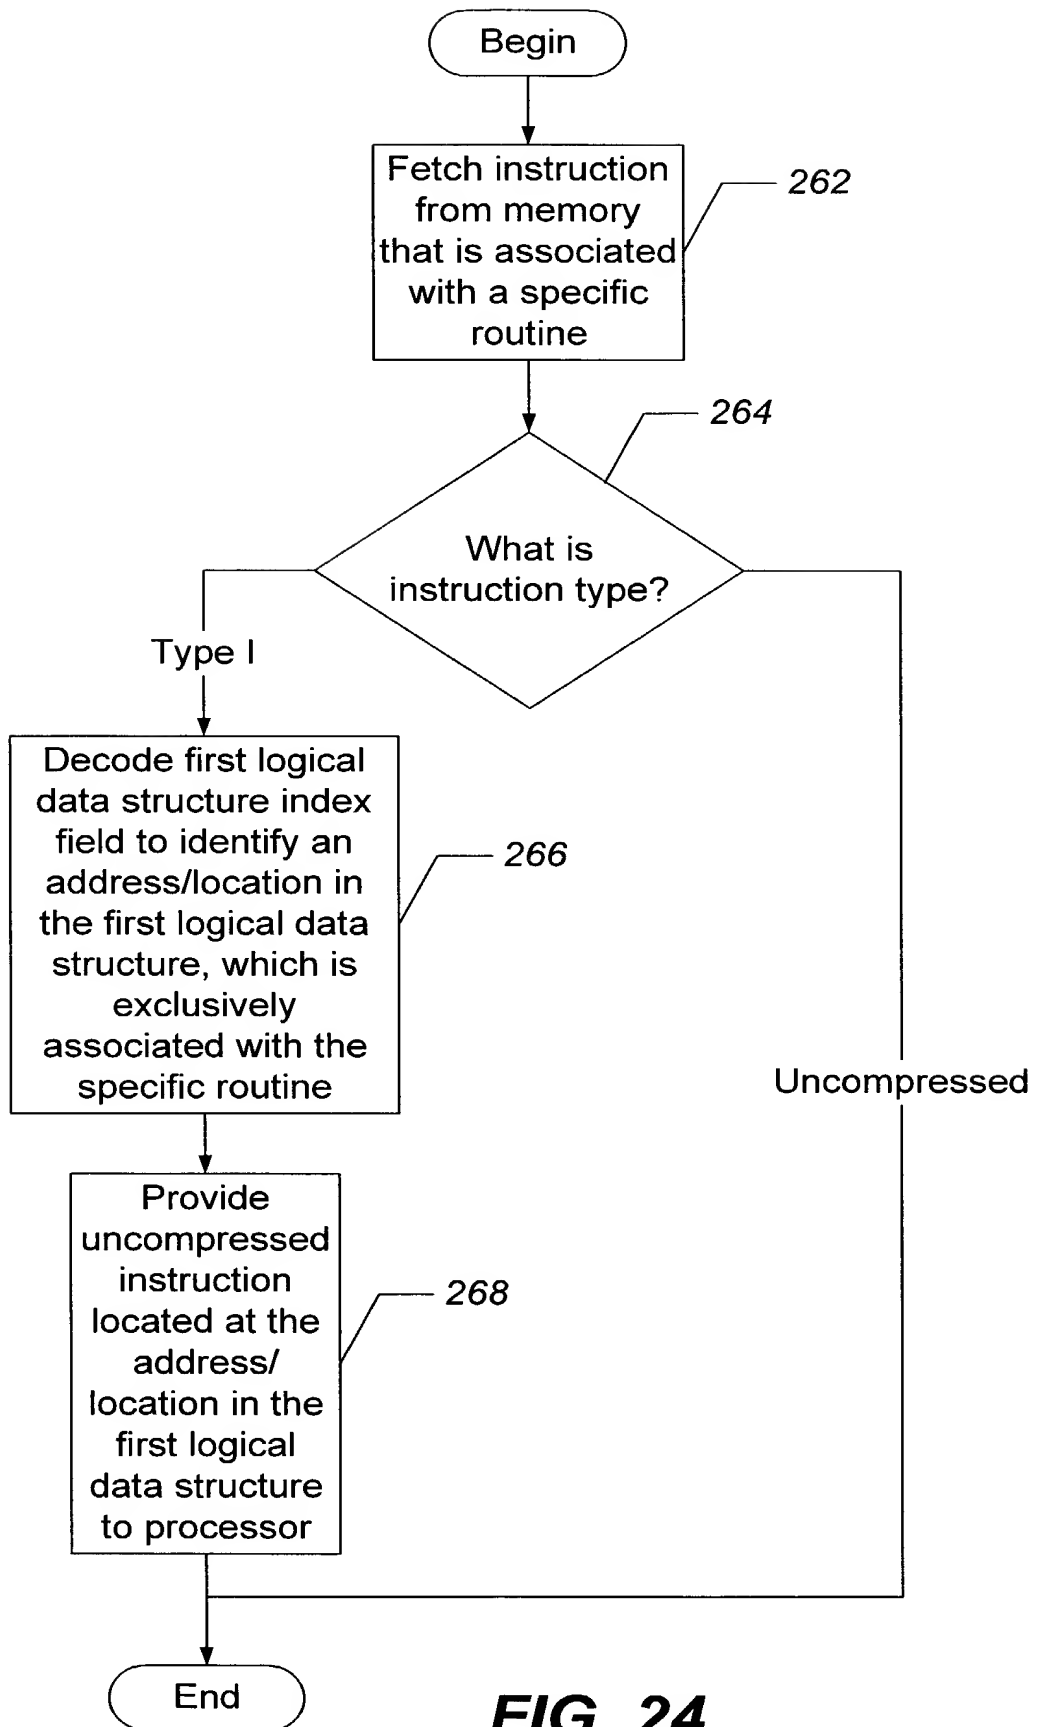 Begin
Fetch instruction
from memory
that is associated
with a specific
routine
262
264
What is
instruction type?
Type I
Decode first logical
data structure index
field to identify an
address/location in
the first logical data
structure, which is
exclusively
associated with the
specific routine
266
Uncompressed
Provide
uncompressed
instruction
located at the
address/
location in the
first logical
data structure
to processor
268
End
FIG. 24